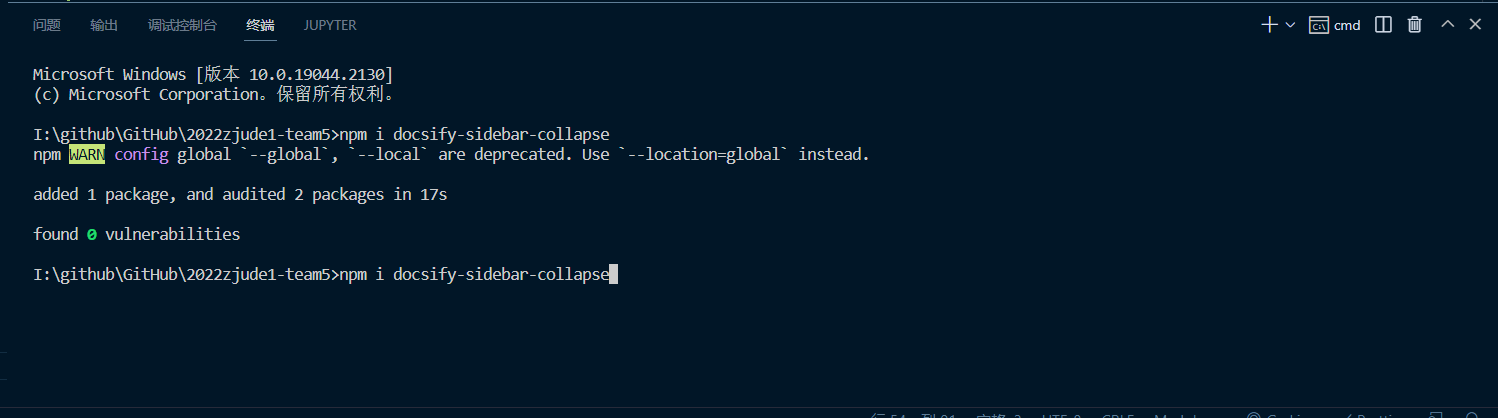 问题 输出 调试控制台 终端 JUPYTER cmd
Microsoft Windows [版本 10.0.19044.2130]
(c) Microsoft Corporation。保留所有权利。
I:\github\GitHub\2022zjude1-team5>npm i docsify-sidebar-collapse
npm WARN config global `--global`, `--local` are deprecated. Use `--location=global` instead.
added 1 package, and audited 2 packages in 17s
found 0 vulnerabilities
I:\github\GitHub\2022zjude1-team5>npm i docsify-sidebar-collapse